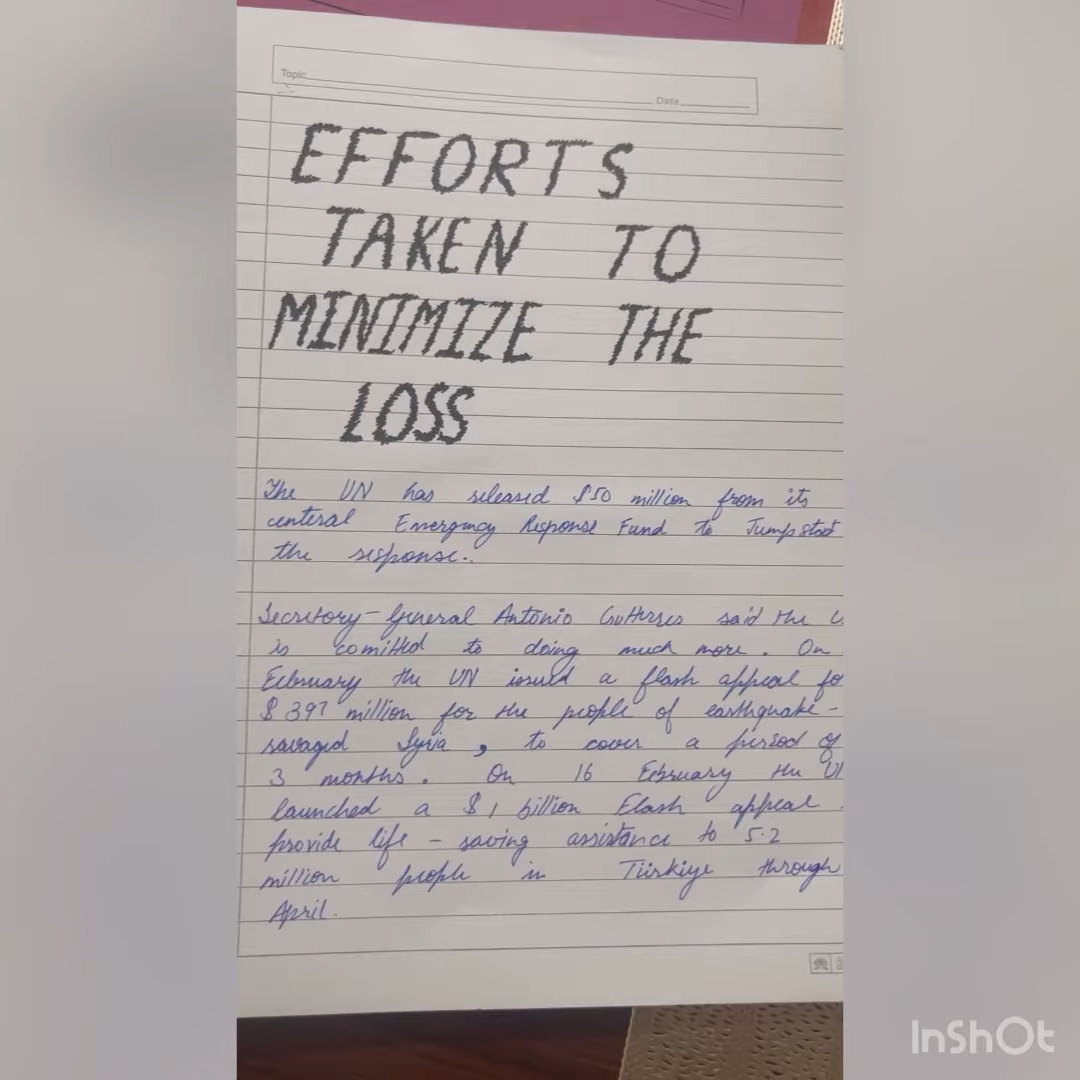 Topic
Date
EFFORTS
TAKEN TO
MINIMIZE THE
LOSS
The UN has released $50 million from its
centeral Emergency Response Fund to Jumpstart
the response..
Secretary-General Antonio Gutterres said the U
is comitted to doing much more. On
February the UN issued a flash appeal fo
$397 million for the people of earthquake-
savaged Syria, to cover a period of
3 months. On 16 February the UN
launched a $1 billion Flash appeal
provide life-saving assistance to 5.2
million people in Türkiye through
April.
InShOt